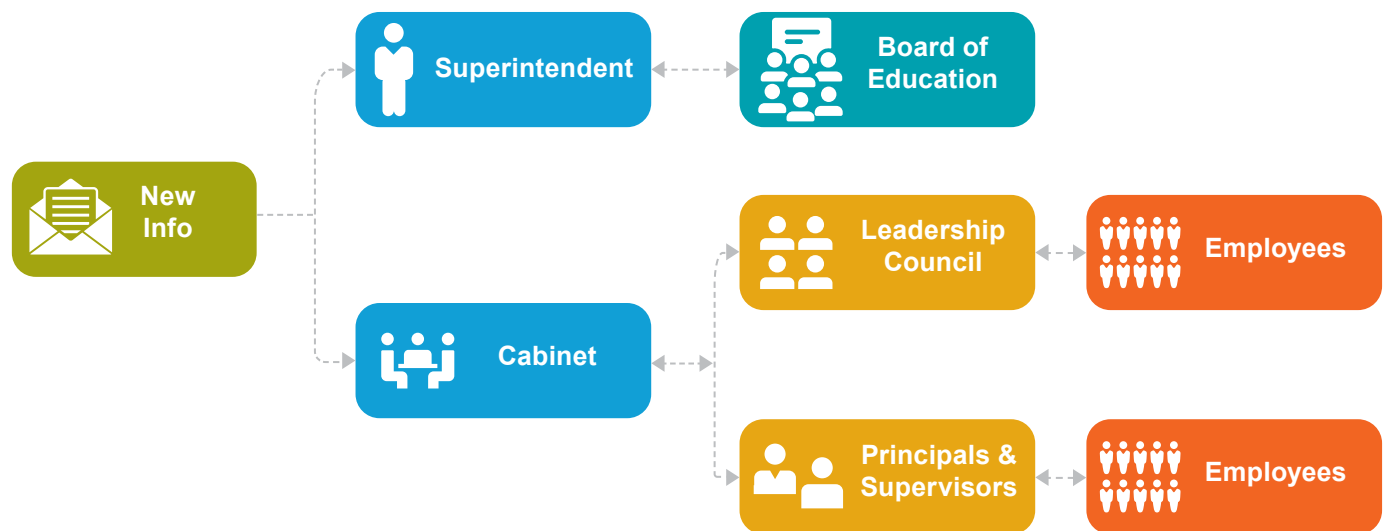 Superintendent
Board of
Education
New
Info
Leadership
Council
Employees
Cabinet
Principals &
Supervisors
Employees